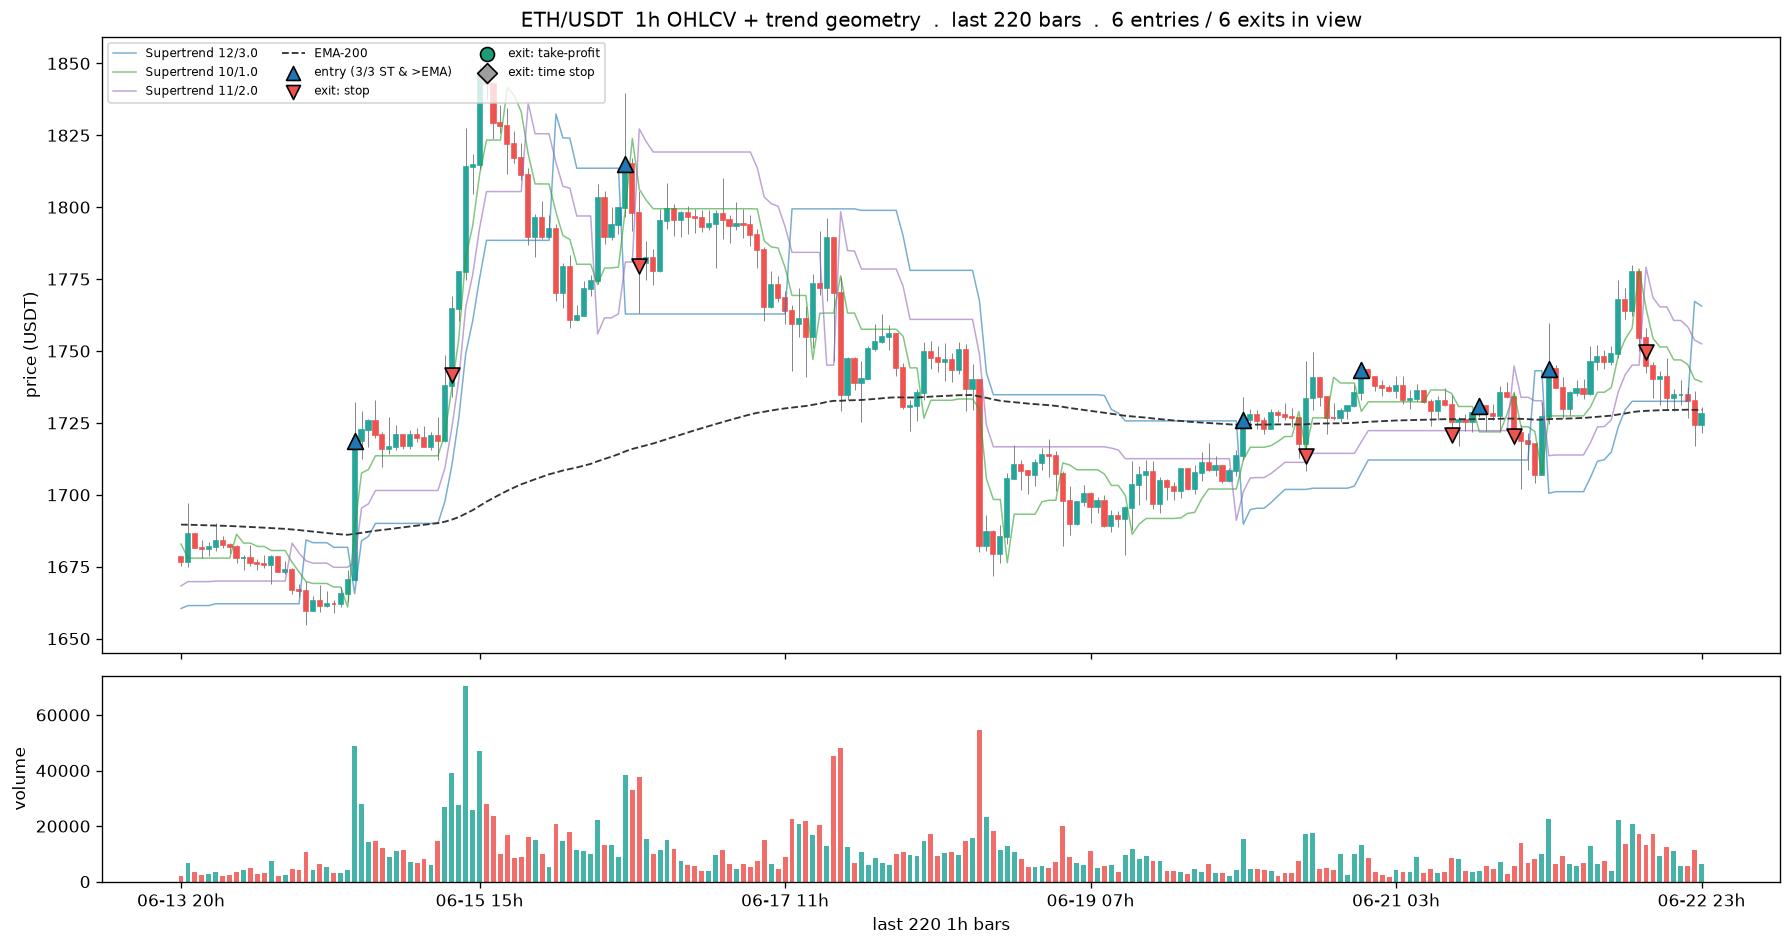 ETH/USDT  1h OHLCV + trend geometry  .  last 220 bars  .  6 entries / 6 exits in view
Supertrend 12/3.0
Supertrend 10/1.0
Supertrend 11/2.0
EMA-200
entry (3/3 ST & >EMA)
exit: stop
exit: take-profit
exit: time stop
price (USDT)
1850
1825
1800
1775
1750
1725
1700
1675
1650
volume
60000
40000
20000
0
06-13 20h
06-15 15h
06-17 11h
06-19 07h
06-21 03h
06-22 23h
last 220 1h bars